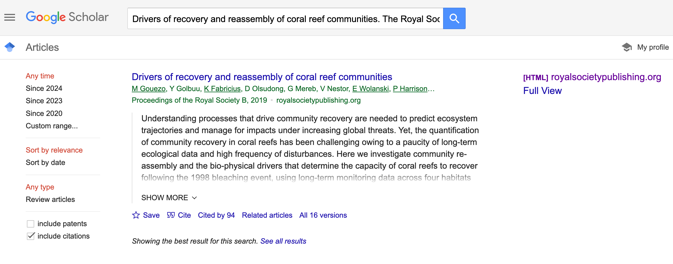 Google Scholar
Drivers of recovery and reassembly of coral reef communities. The Royal Soc
Articles
My profile
Any time
Since 2024
Since 2023
Since 2020
Custom range...
Sort by relevance
Sort by date
Any type
Review articles
include patents
include citations
Drivers of recovery and reassembly of coral reef communities
M Gouezo, Y Golbuu, K Fabricius, D Olsudong, G Mereb, V Nestor, E Wolanski, P Harrison…
Proceedings of the Royal Society B, 2019 · royalsocietypublishing.org
Understanding processes that drive community recovery are needed to predict ecosystem
trajectories and manage for impacts under increasing global threats. Yet, the quantification
of community recovery in coral reefs has been challenging owing to a paucity of long-term
ecological data and high frequency of disturbances. Here we investigate community re-
assembly and the bio-physical drivers that determine the capacity of coral reefs to recover
following the 1998 bleaching event, using long-term monitoring data across four habitats
SHOW MORE
Save Cite Cited by 94 Related articles All 16 versions
Showing the best result for this search. See all results
[HTML] royalsocietypublishing.org
Full View